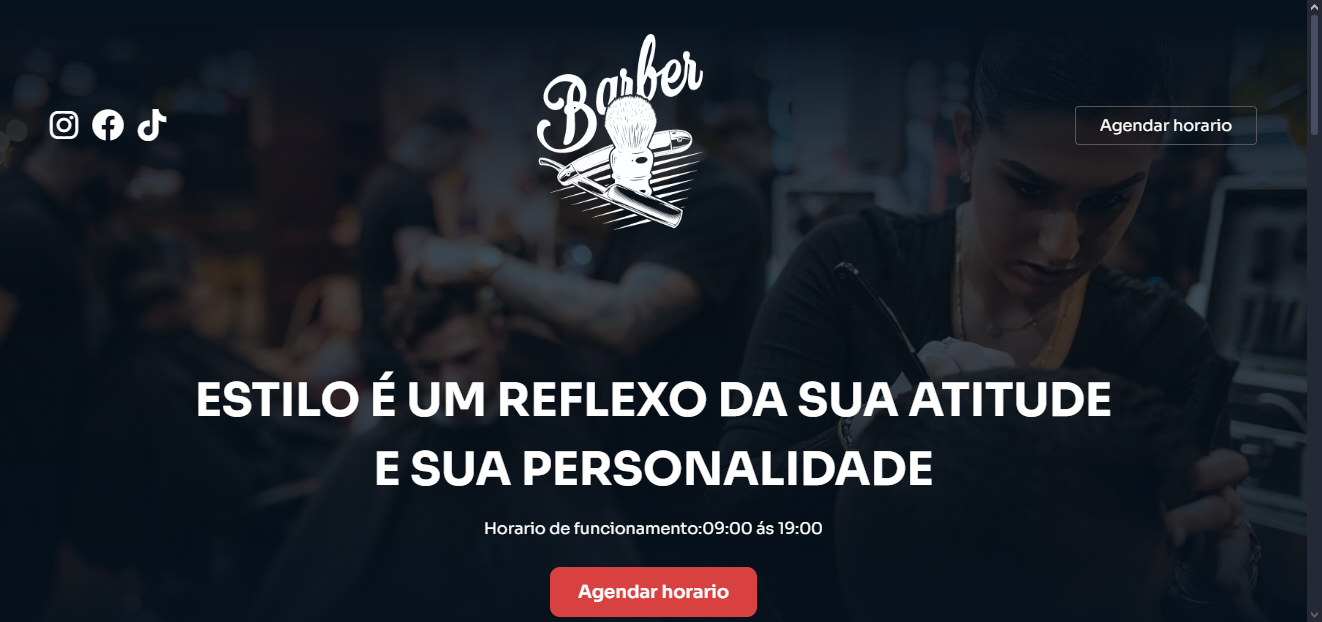 Barber
Agendar horario
ESTILO É UM REFLEXO DA SUA ATITUDE
E SUA PERSONALIDADE
Horario de funcionamento:09:00 ás 19:00
Agendar horario